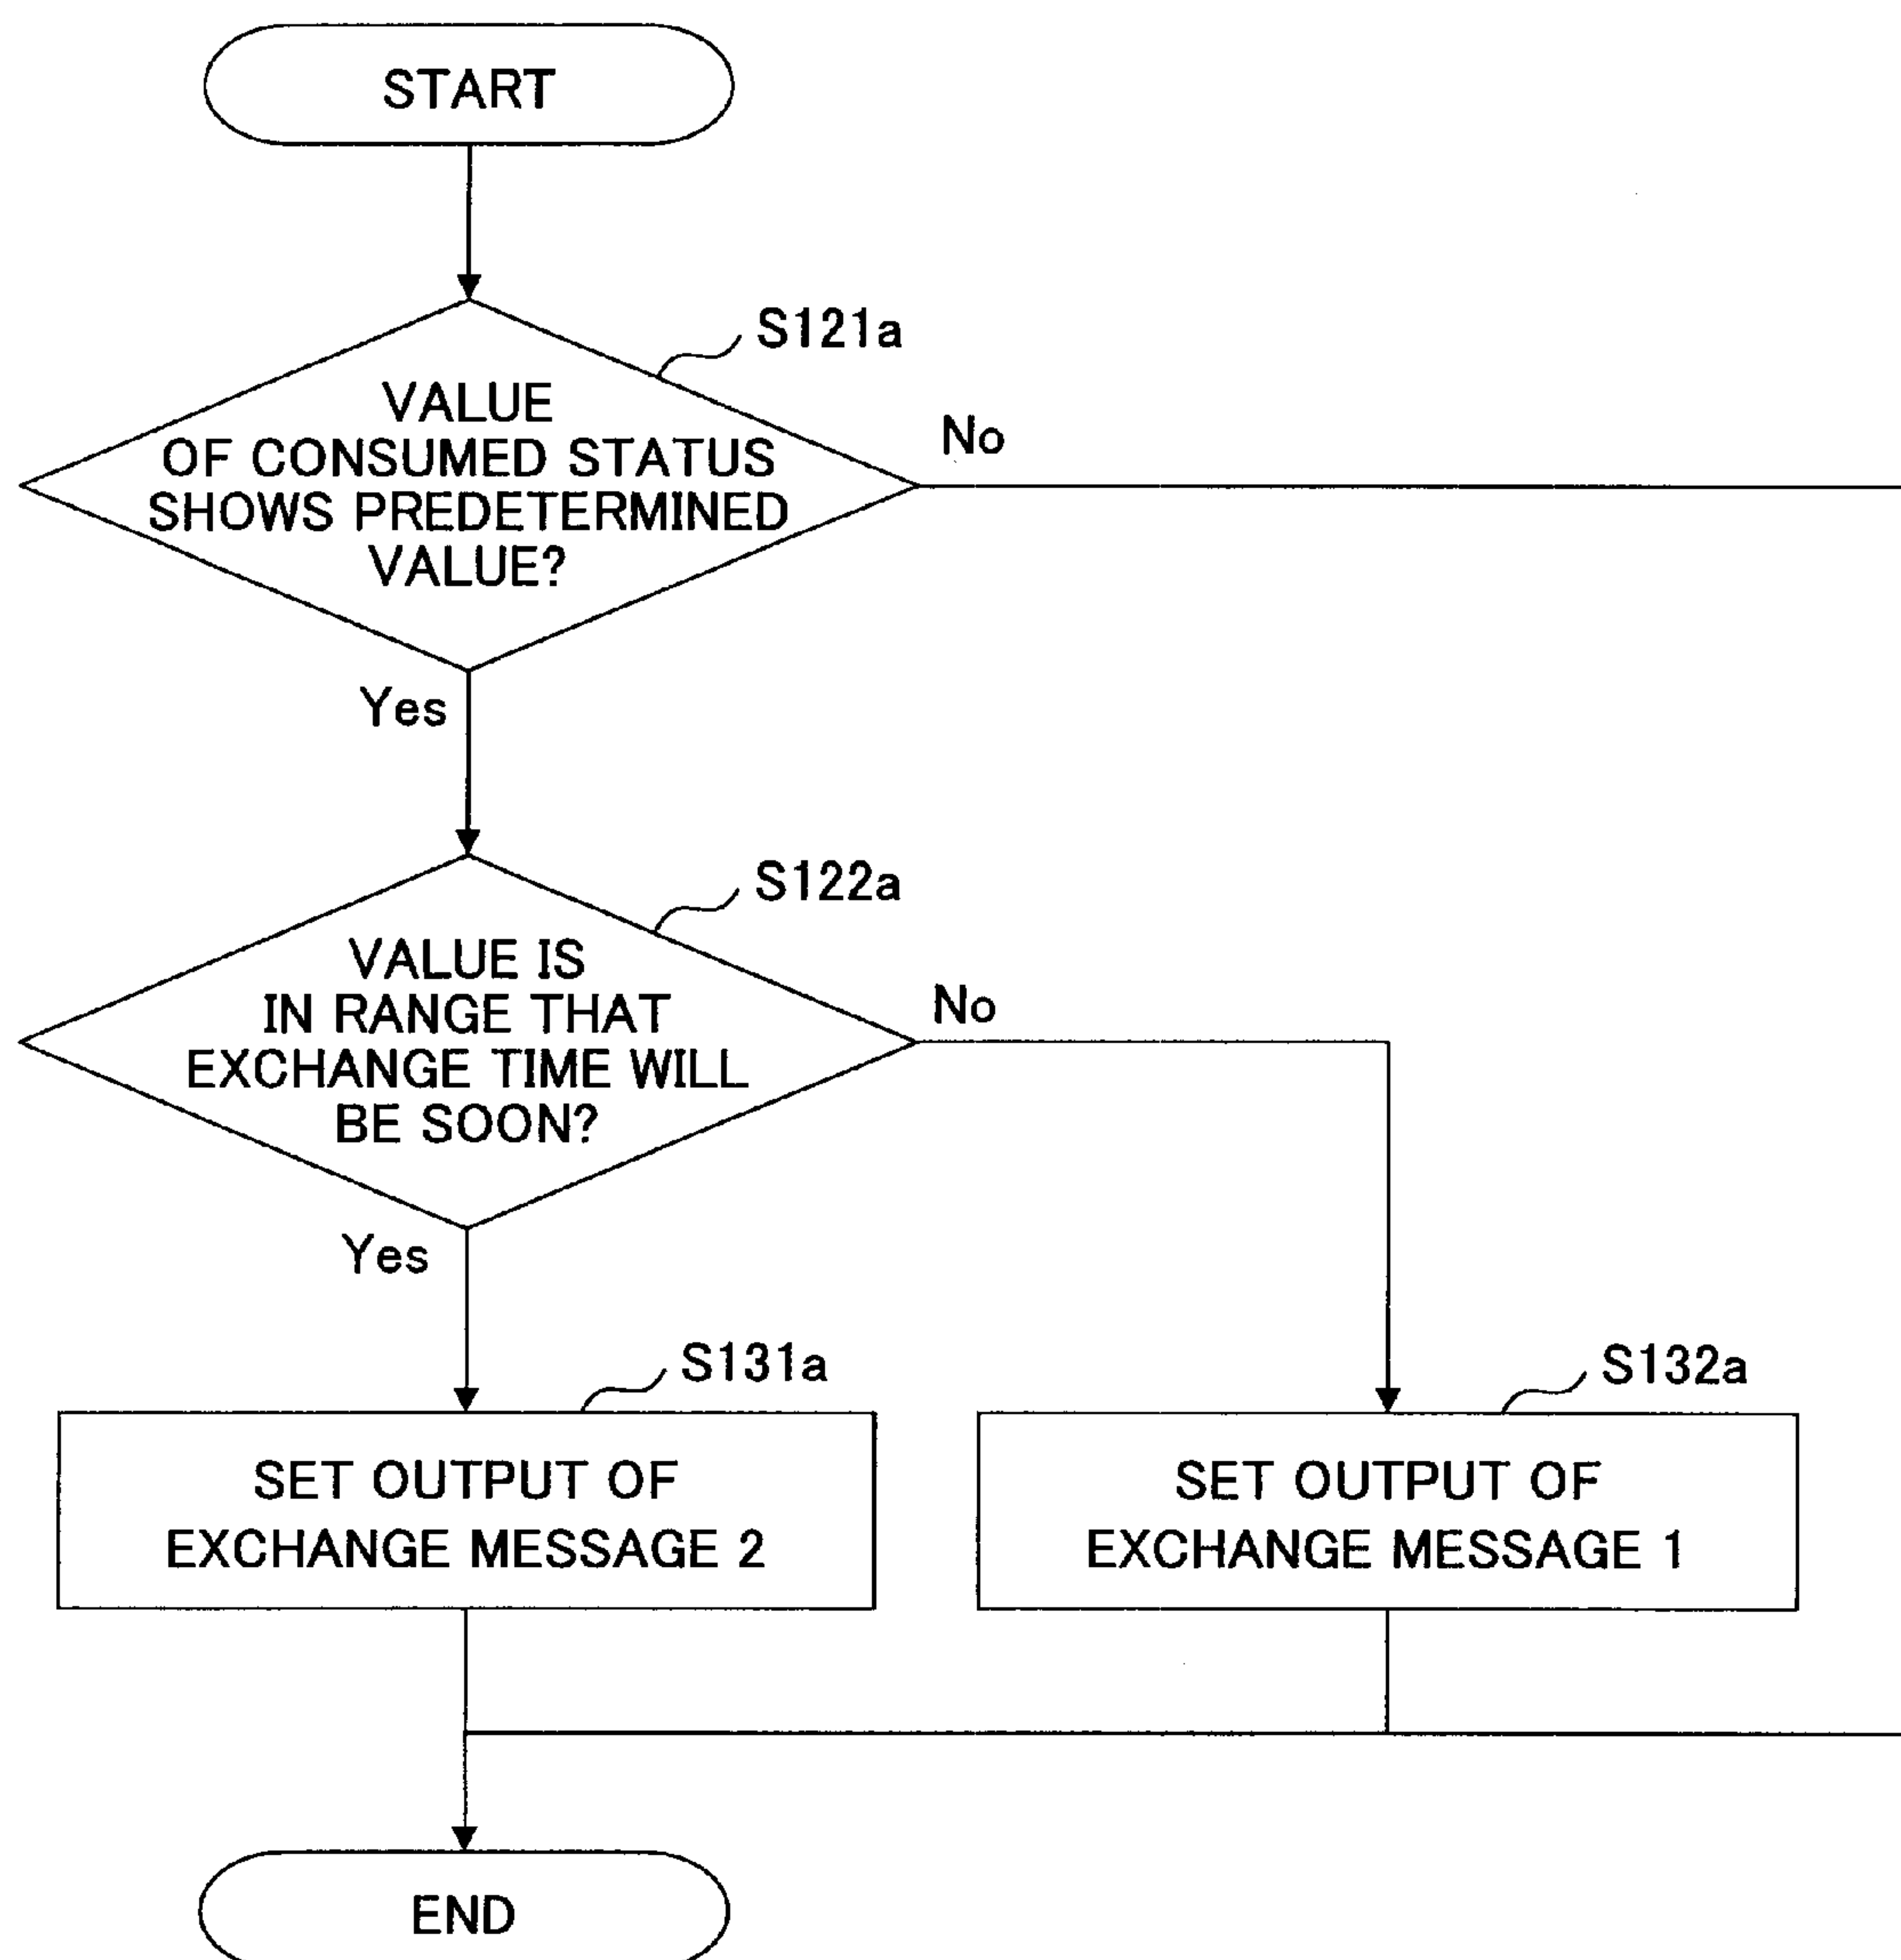 START
S121a
VALUE
OF CONSUMED STATUS
SHOWS PREDETERMINED
VALUE?
No
Yes
S122a
VALUE IS
IN RANGE THAT
EXCHANGE TIME WILL
BE SOON?
No
Yes
S131a
SET OUTPUT OF
EXCHANGE MESSAGE 2
S132a
SET OUTPUT OF
EXCHANGE MESSAGE 1
END